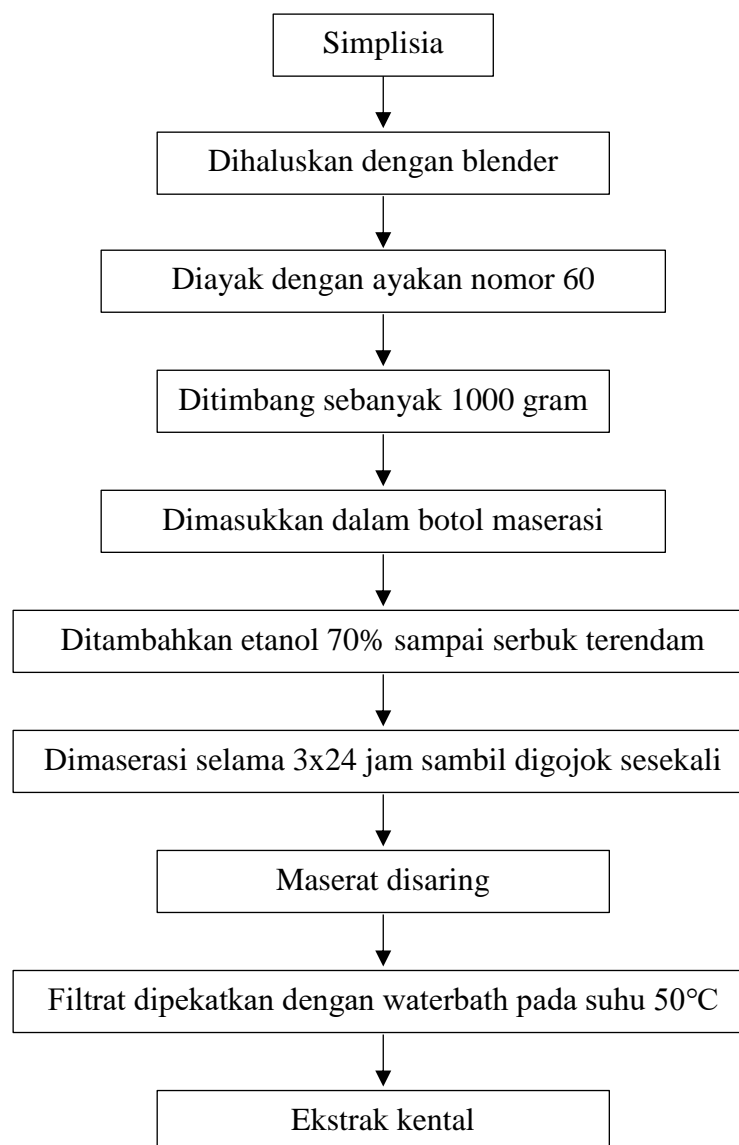 Simplisia
Dihaluskan dengan blender
Diayak dengan ayakan nomor 60
Ditimbang sebanyak 1000 gram
Dimasukkan dalam botol maserasi
Ditambahkan etanol 70% sampai serbuk terendam
Dimaserasi selama 3x24 jam sambil digojok sesekali
Maserat disaring
Filtrat dipekatkan dengan waterbath pada suhu 50°C
Ekstrak kental